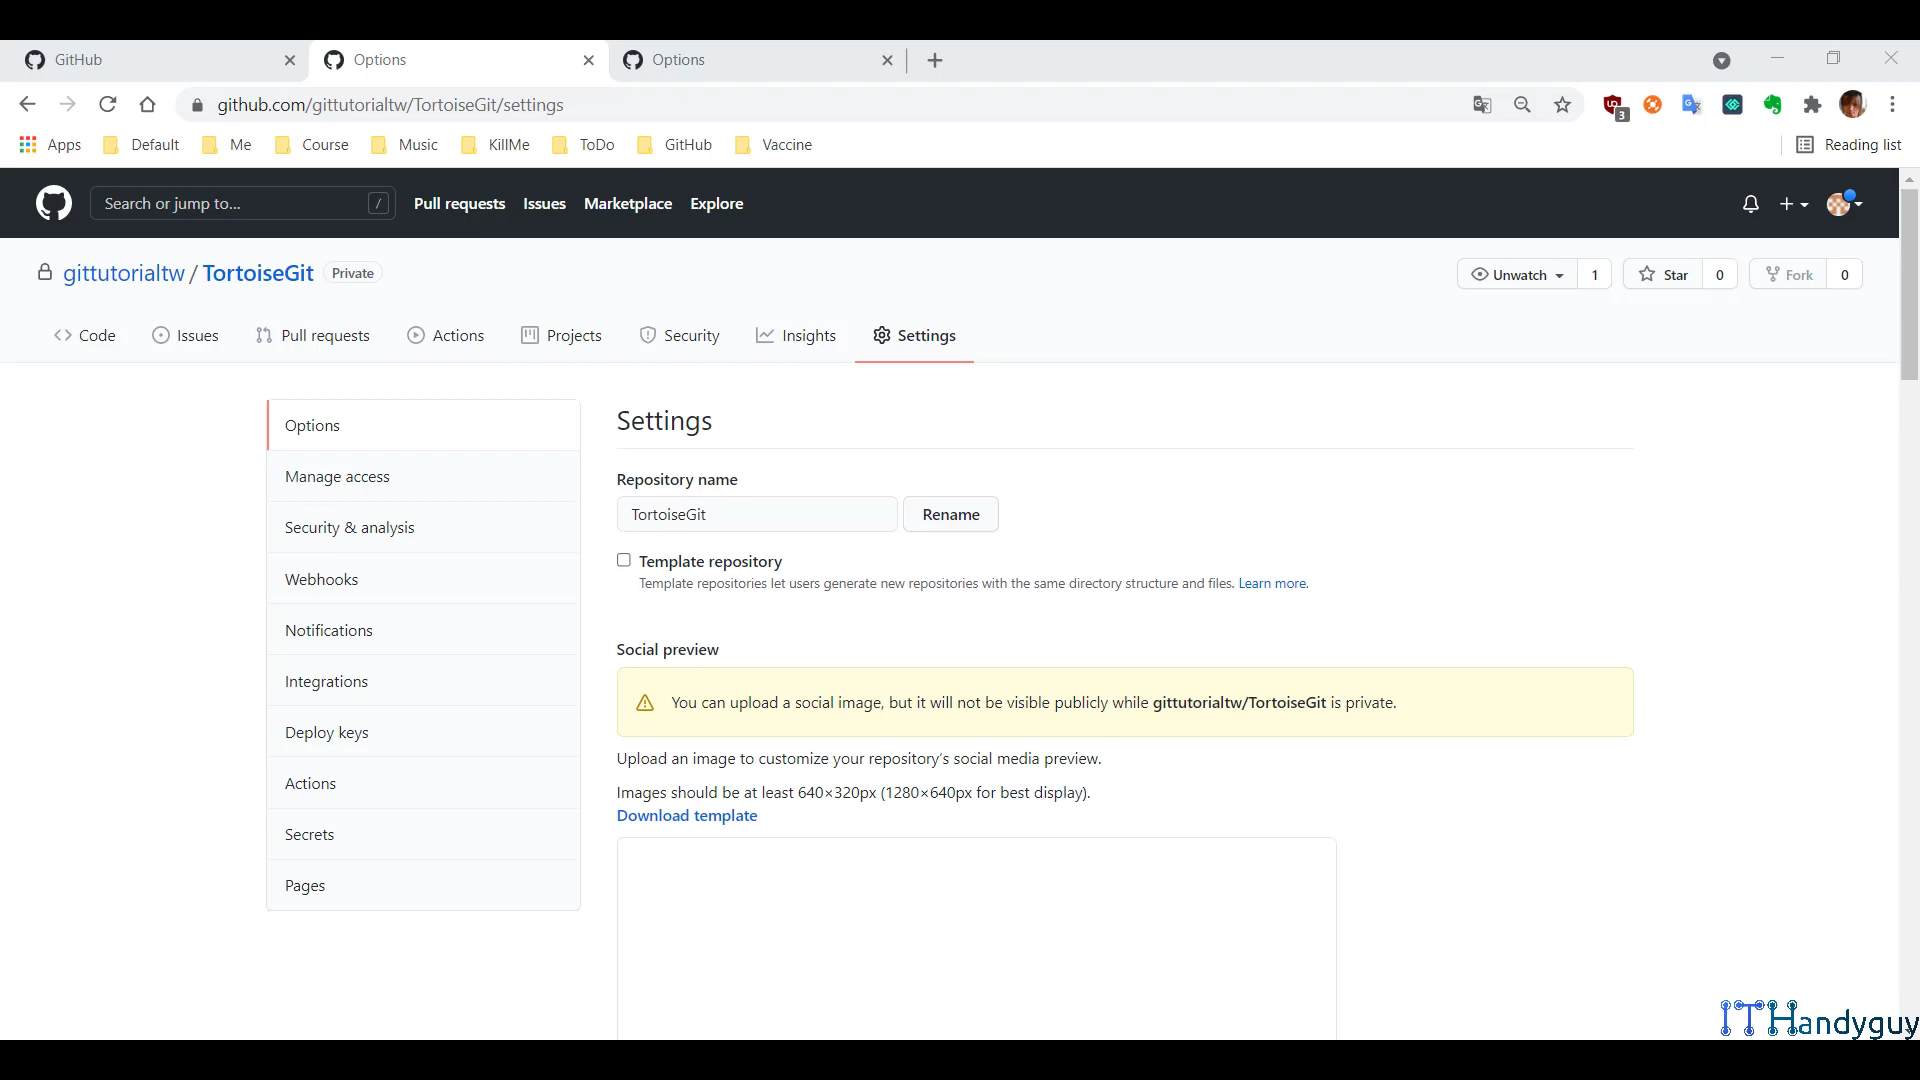 GitHub
Options
Options
github.com/gittutorialtw/TortoiseGit/settings
3
Apps Default Me Course Music KillMe ToDo GitHub Vaccine Reading list
Search or jump to... / Pull requests Issues Marketplace Explore
gittutorialtw / TortoiseGit Private
Unwatch 1 Star 0 Fork 0
Code Issues Pull requests Actions Projects Security Insights Settings
Options
Manage access
Security & analysis
Webhooks
Notifications
Integrations
Deploy keys
Actions
Secrets
Pages
Settings
Repository name
TortoiseGit Rename
Template repository
Template repositories let users generate new repositories with the same directory structure and files. Learn more.
Social preview
You can upload a social image, but it will not be visible publicly while gittutorialtw/TortoiseGit is private.
Upload an image to customize your repository’s social media preview.
Images should be at least 640×320px (1280×640px for best display).
Download template
ITHandyguy